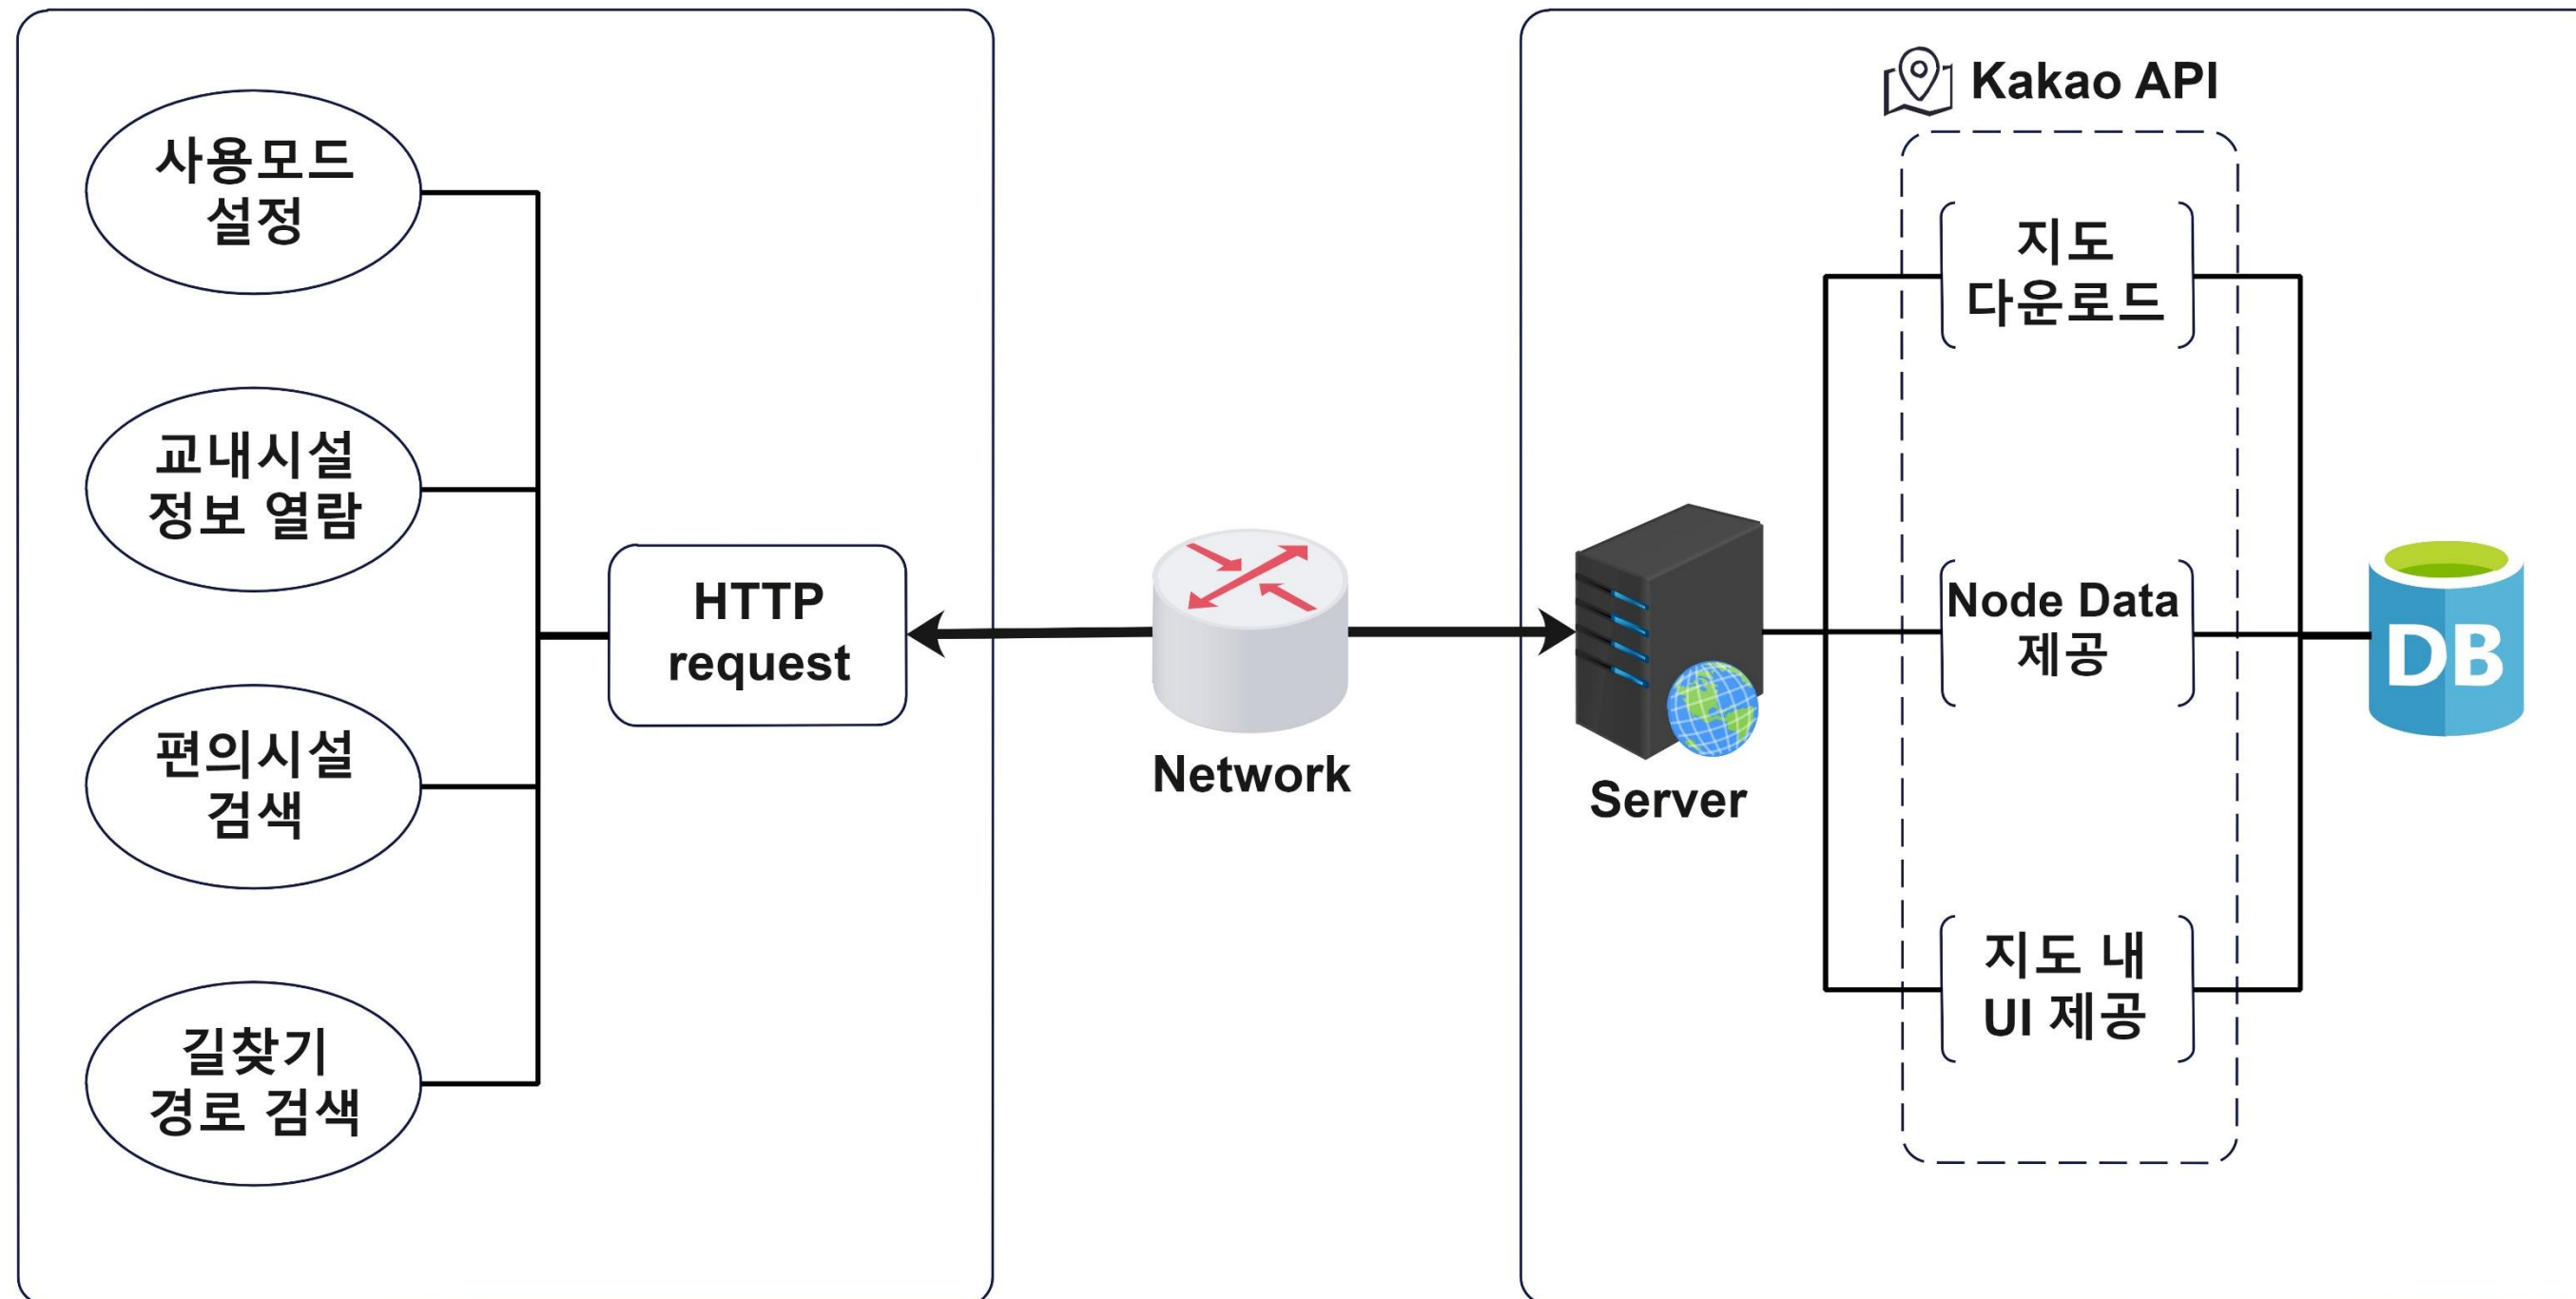 사용모드
설정
교내시설
정보 열람
편의시설
검색
길찾기
경로 검색
HTTP
request
Network
Server
Kakao API
지도
다운로드
Node Data
제공
지도 내
UI 제공
DB